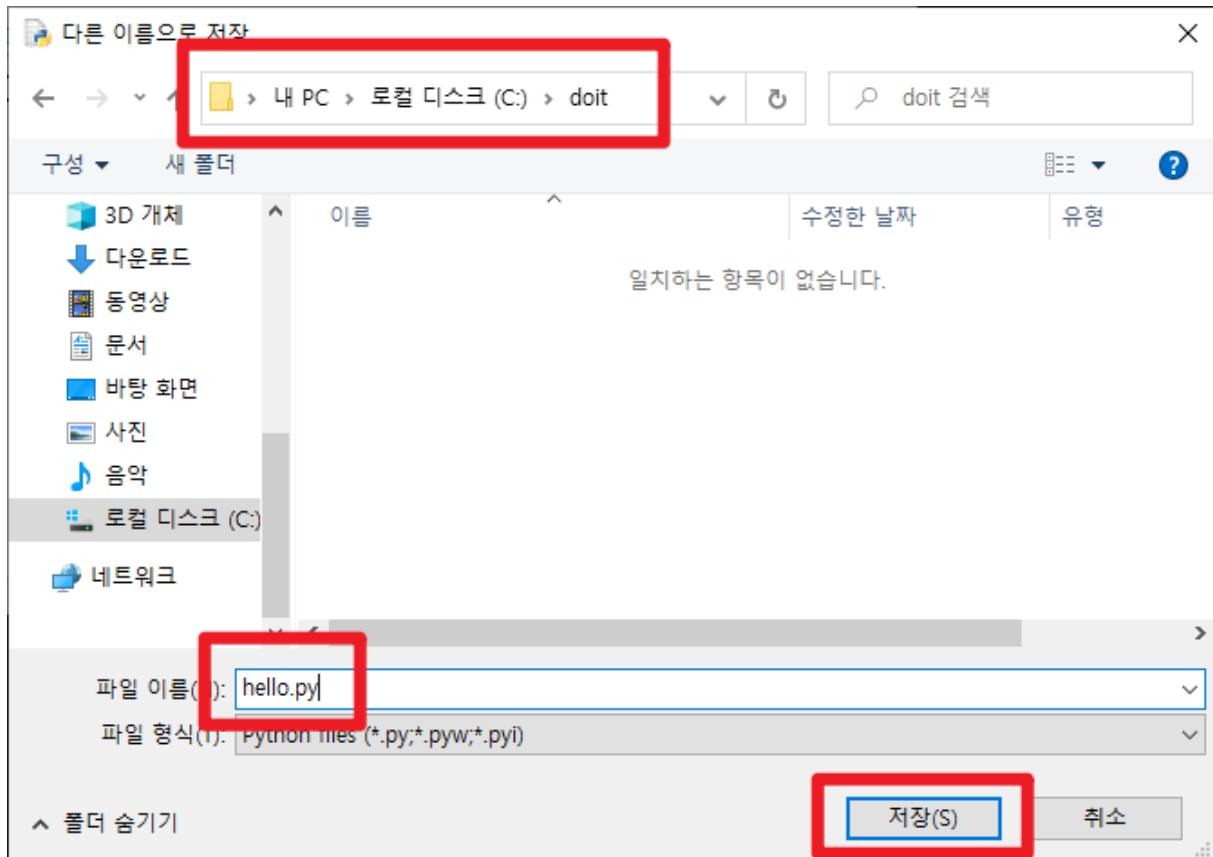 다른 이름으로 저장
내 PC > 로컬 디스크 (C:) > doit
doit 검색
구성
새 폴더
이름
수정한 날짜
유형
3D 개체
다운로드
동영상
문서
바탕 화면
사진
음악
로컬 디스크 (C:)
네트워크
일치하는 항목이 없습니다.
파일 이름( ): hello.py
파일 형식(T): Python files (*.py;*.pyw;*.pyi)
폴더 숨기기
저장(S)
취소